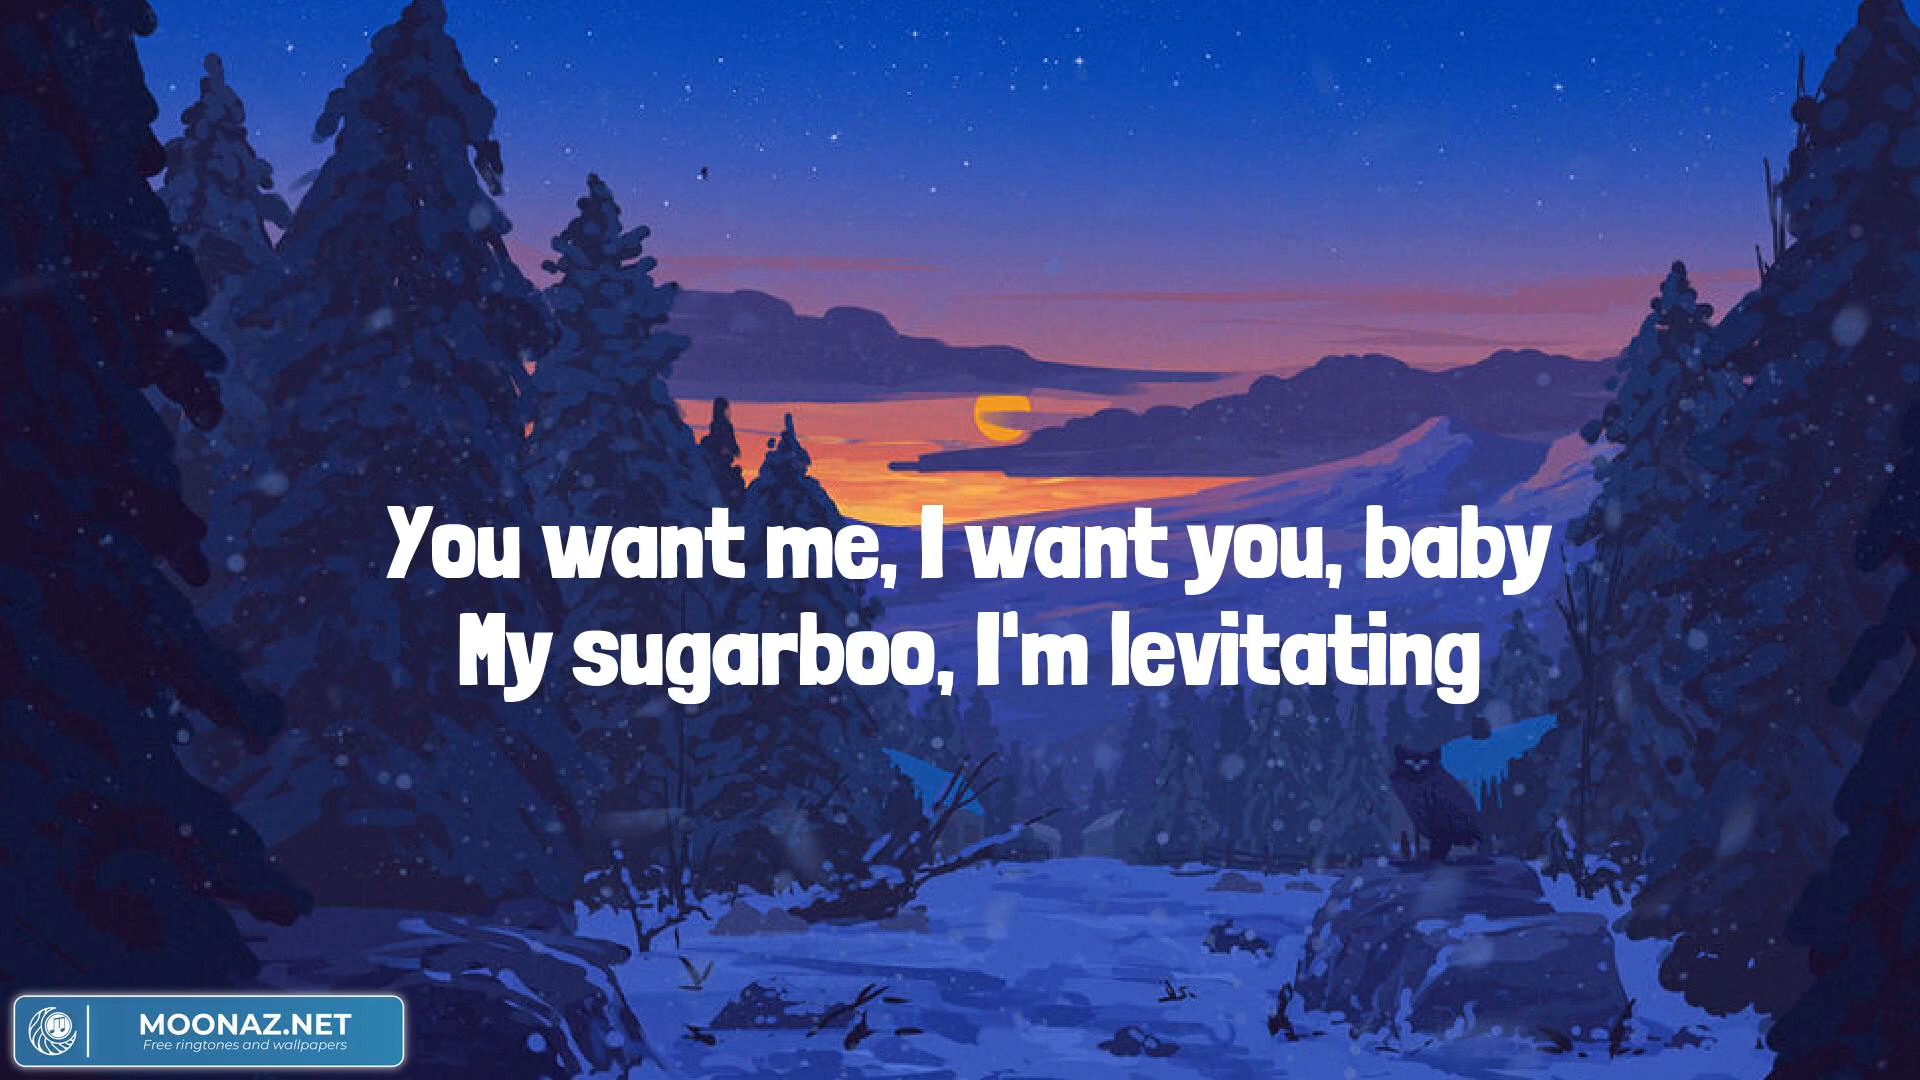 You want me, I want you, baby
My sugarboo, I'm levitating
MOONAZ.NET
Free ringtones and wallpapers